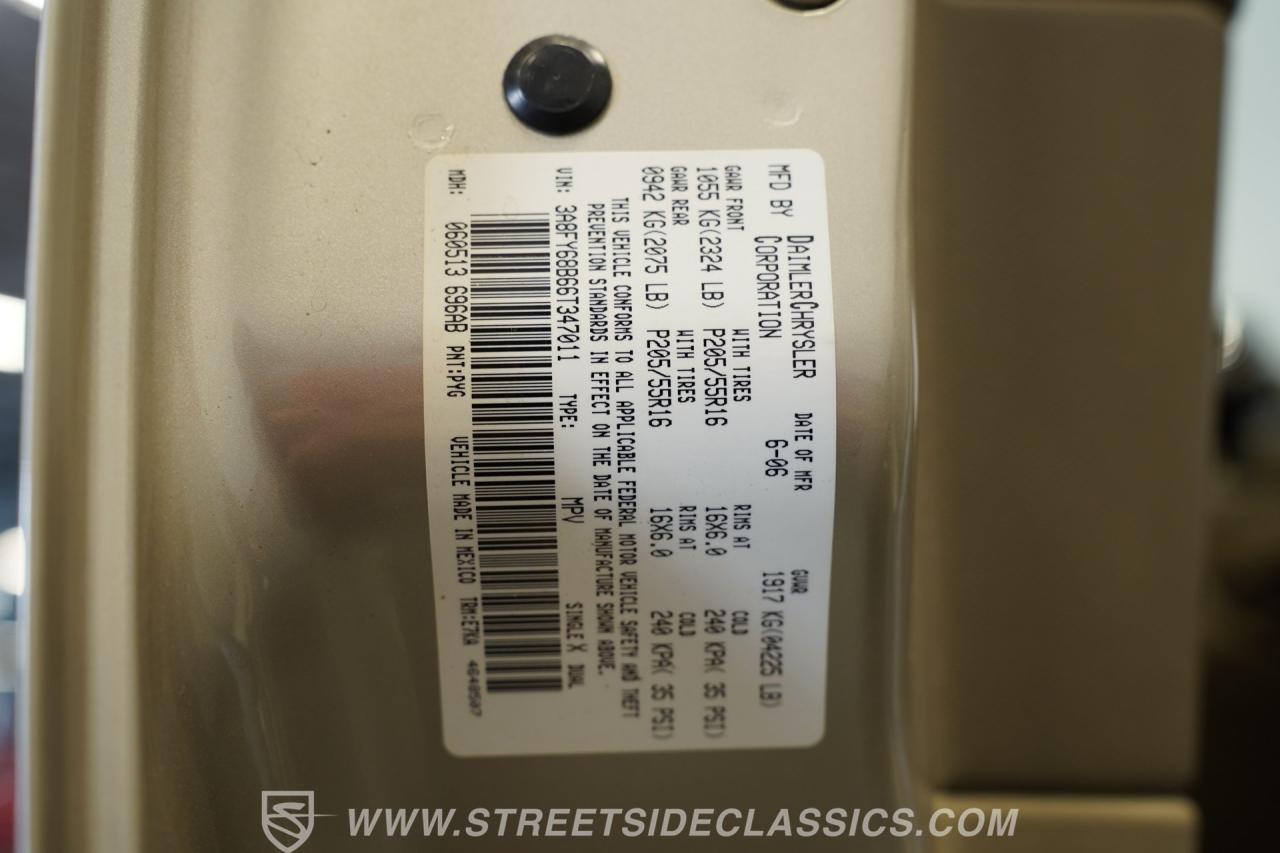 MFD BY DAIMLERCHRYSLER CORPORATION DATE OF MFR 6-06 GVWR 1917 KG(04225 LB)
GAWR FRONT WITH TIRES RIMS AT COLD
1055 KG(2324 LB) P205/55R16 16X6.0 240 KPA( 35 PSI)
GAWR REAR WITH TIRES RIMS AT COLD
0942 KG(2075 LB) P205/55R16 16X6.0 240 KPA( 35 PSI)
THIS VEHICLE CONFORMS TO ALL APPLICABLE FEDERAL MOTOR VEHICLE SAFETY AND THEFT
PREVENTION STANDARDS IN EFFECT ON THE DATE OF MANUFACTURE SHOWN ABOVE.
VIN: 3A8FY68B66T347011 TYPE: MPV SINGLE X DUAL
MDH: 060513 696AB PNT:PYG VEHICLE MADE IN MEXICO TRM:E7KA 4648507
WWW.STREETSIDECLASSICS.COM